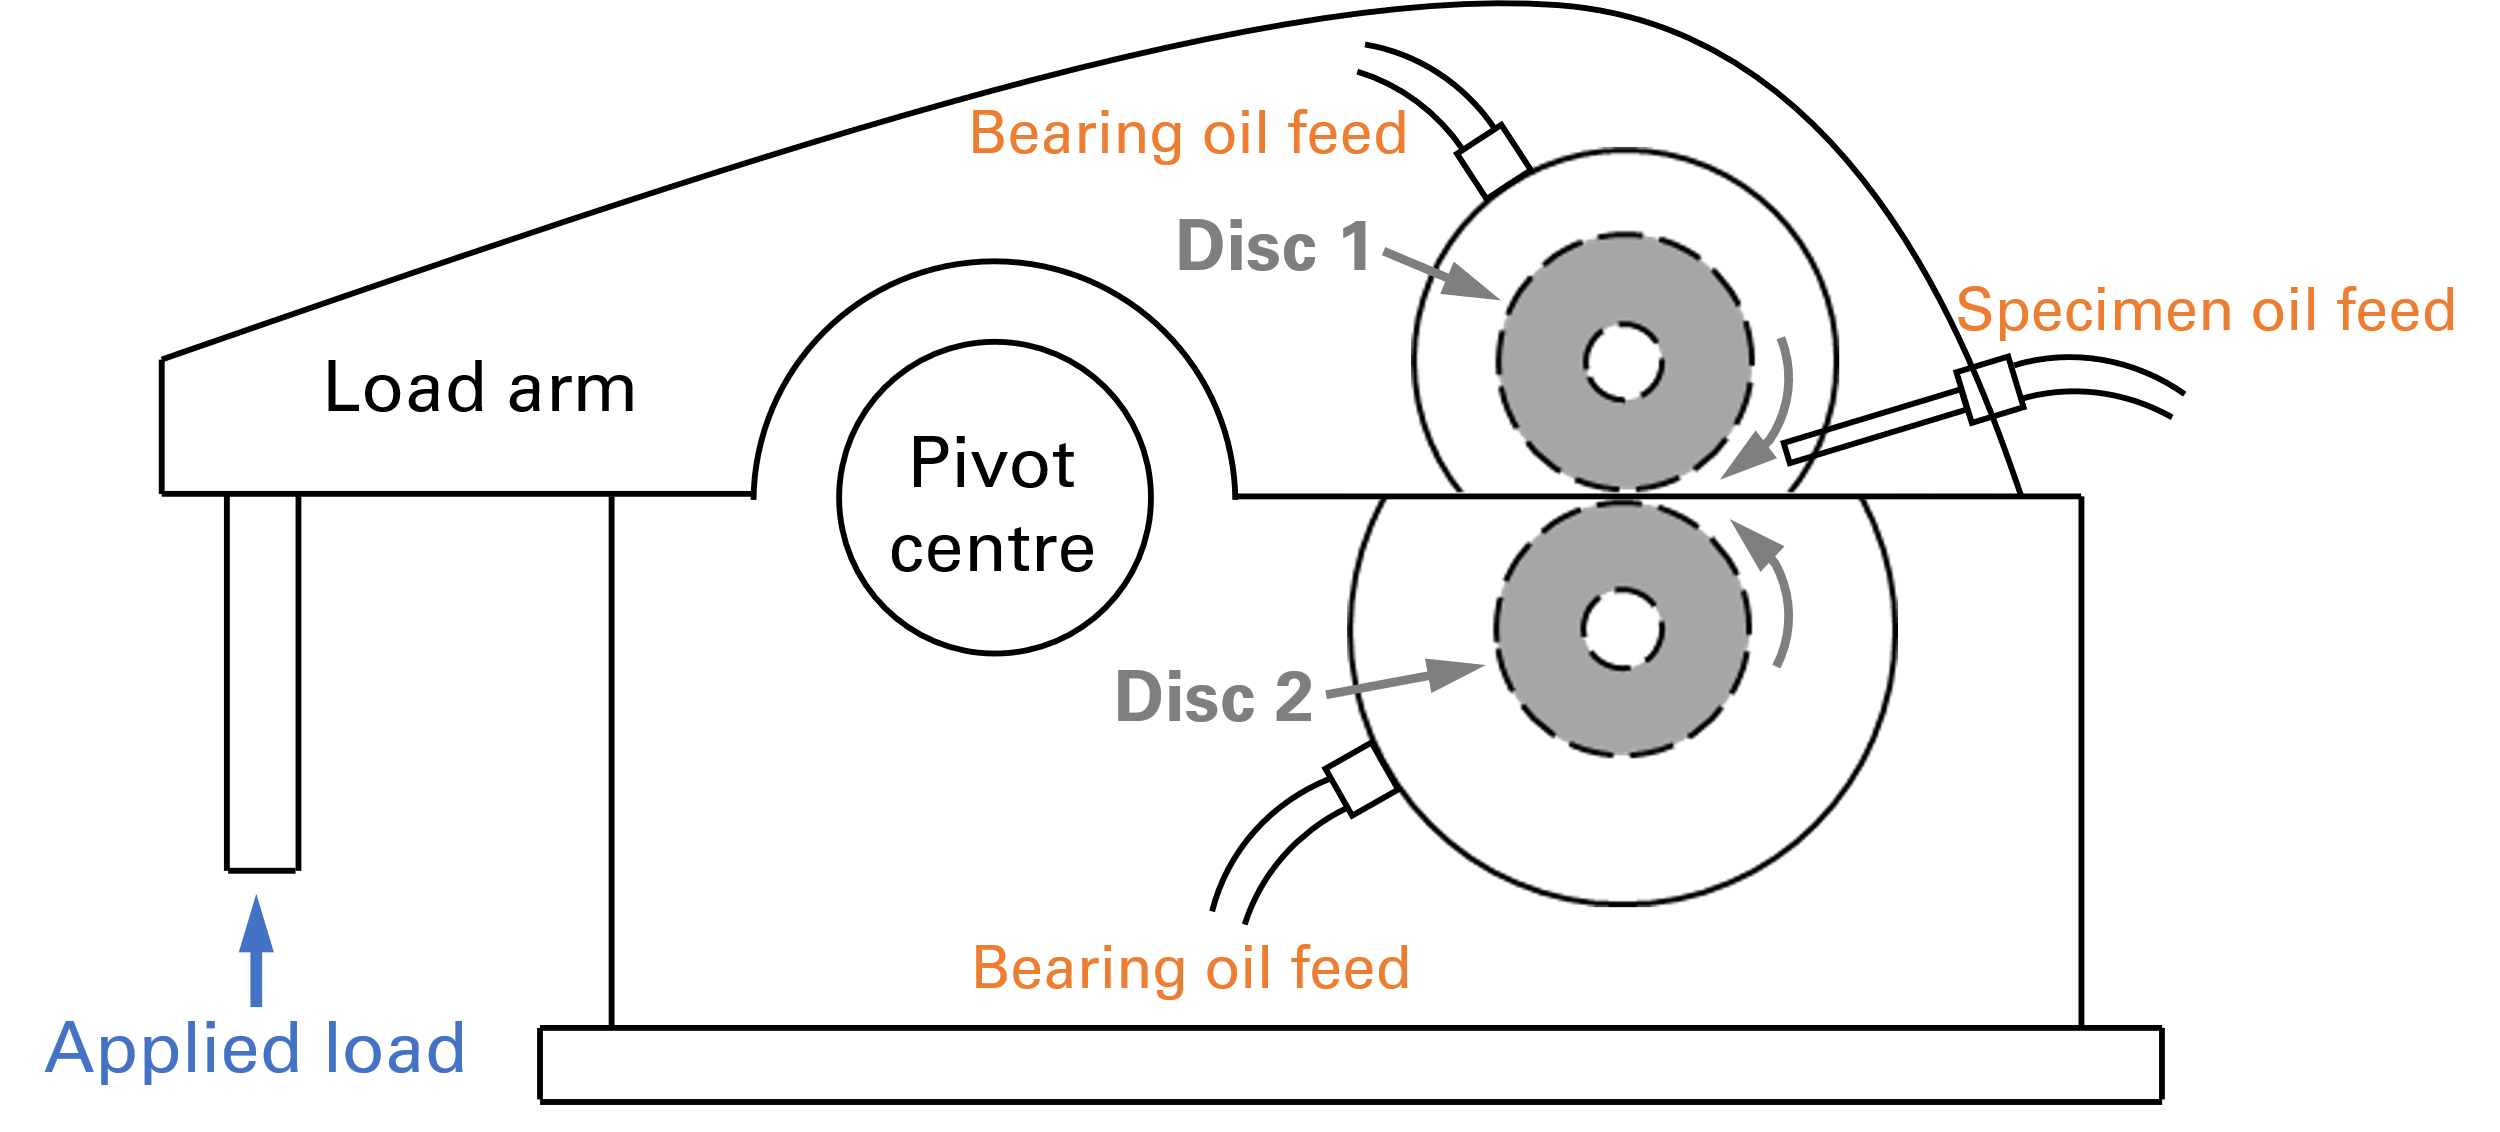 Bearing oil feed
Disc 1
Specimen oil feed
Load arm
Pivot
centre
Disc 2
Bearing oil feed
Applied load